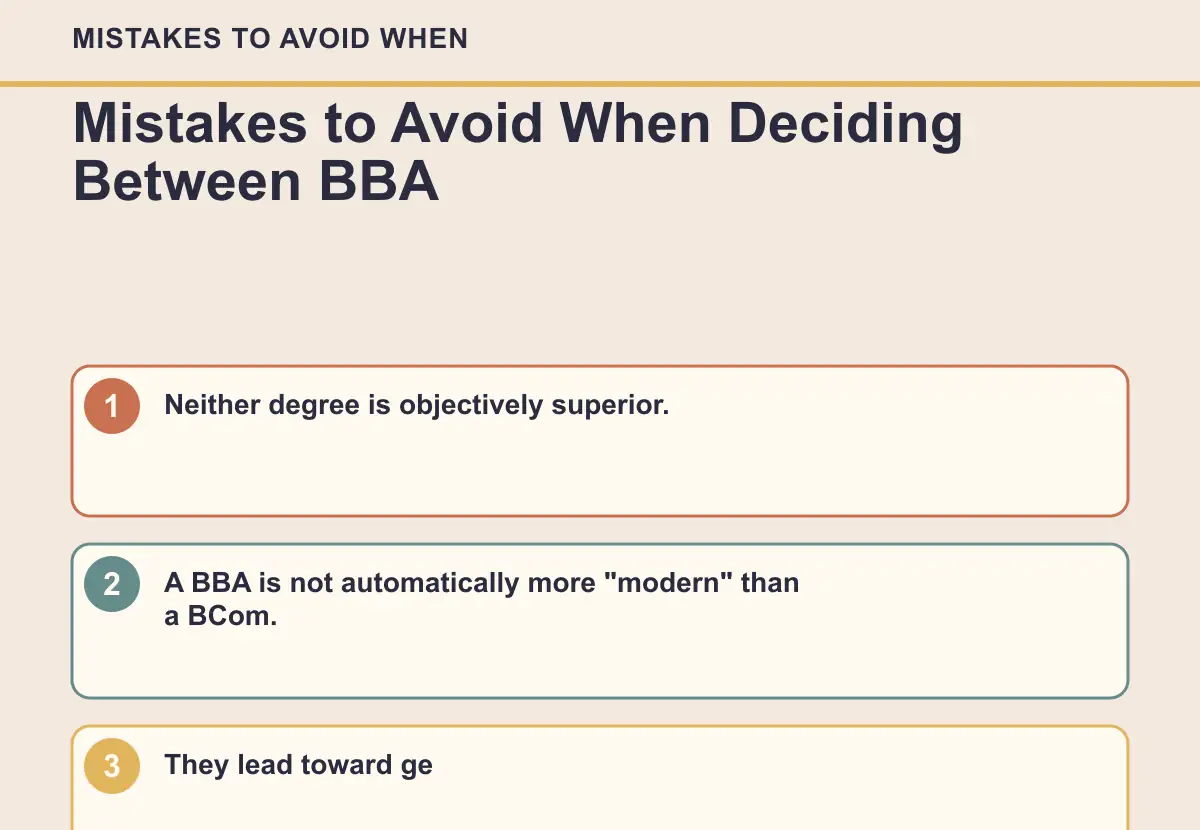 MISTAKES TO AVOID WHEN
Mistakes to Avoid When Deciding
Between BBA
1
Neither degree is objectively superior.
2
A BBA is not automatically more "modern" than
a BCom.
3
They lead toward ge